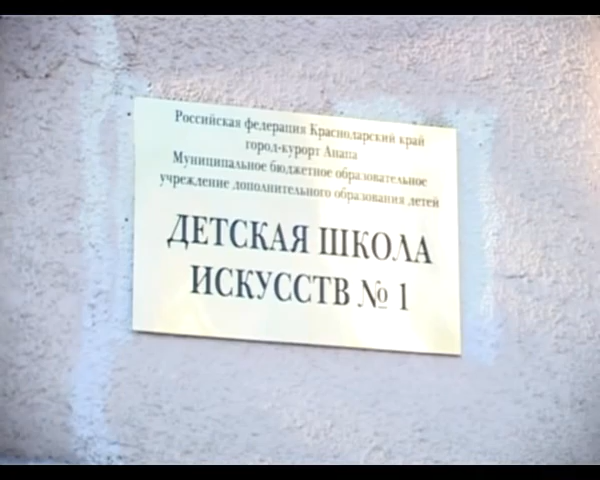 Российская федерация Краснодарский край
город-курорт Анапа
Муниципальное бюджетное образовательное
учреждение дополнительного образования детей
ДЕТСКАЯ ШКОЛА
ИСКУССТВ № 1